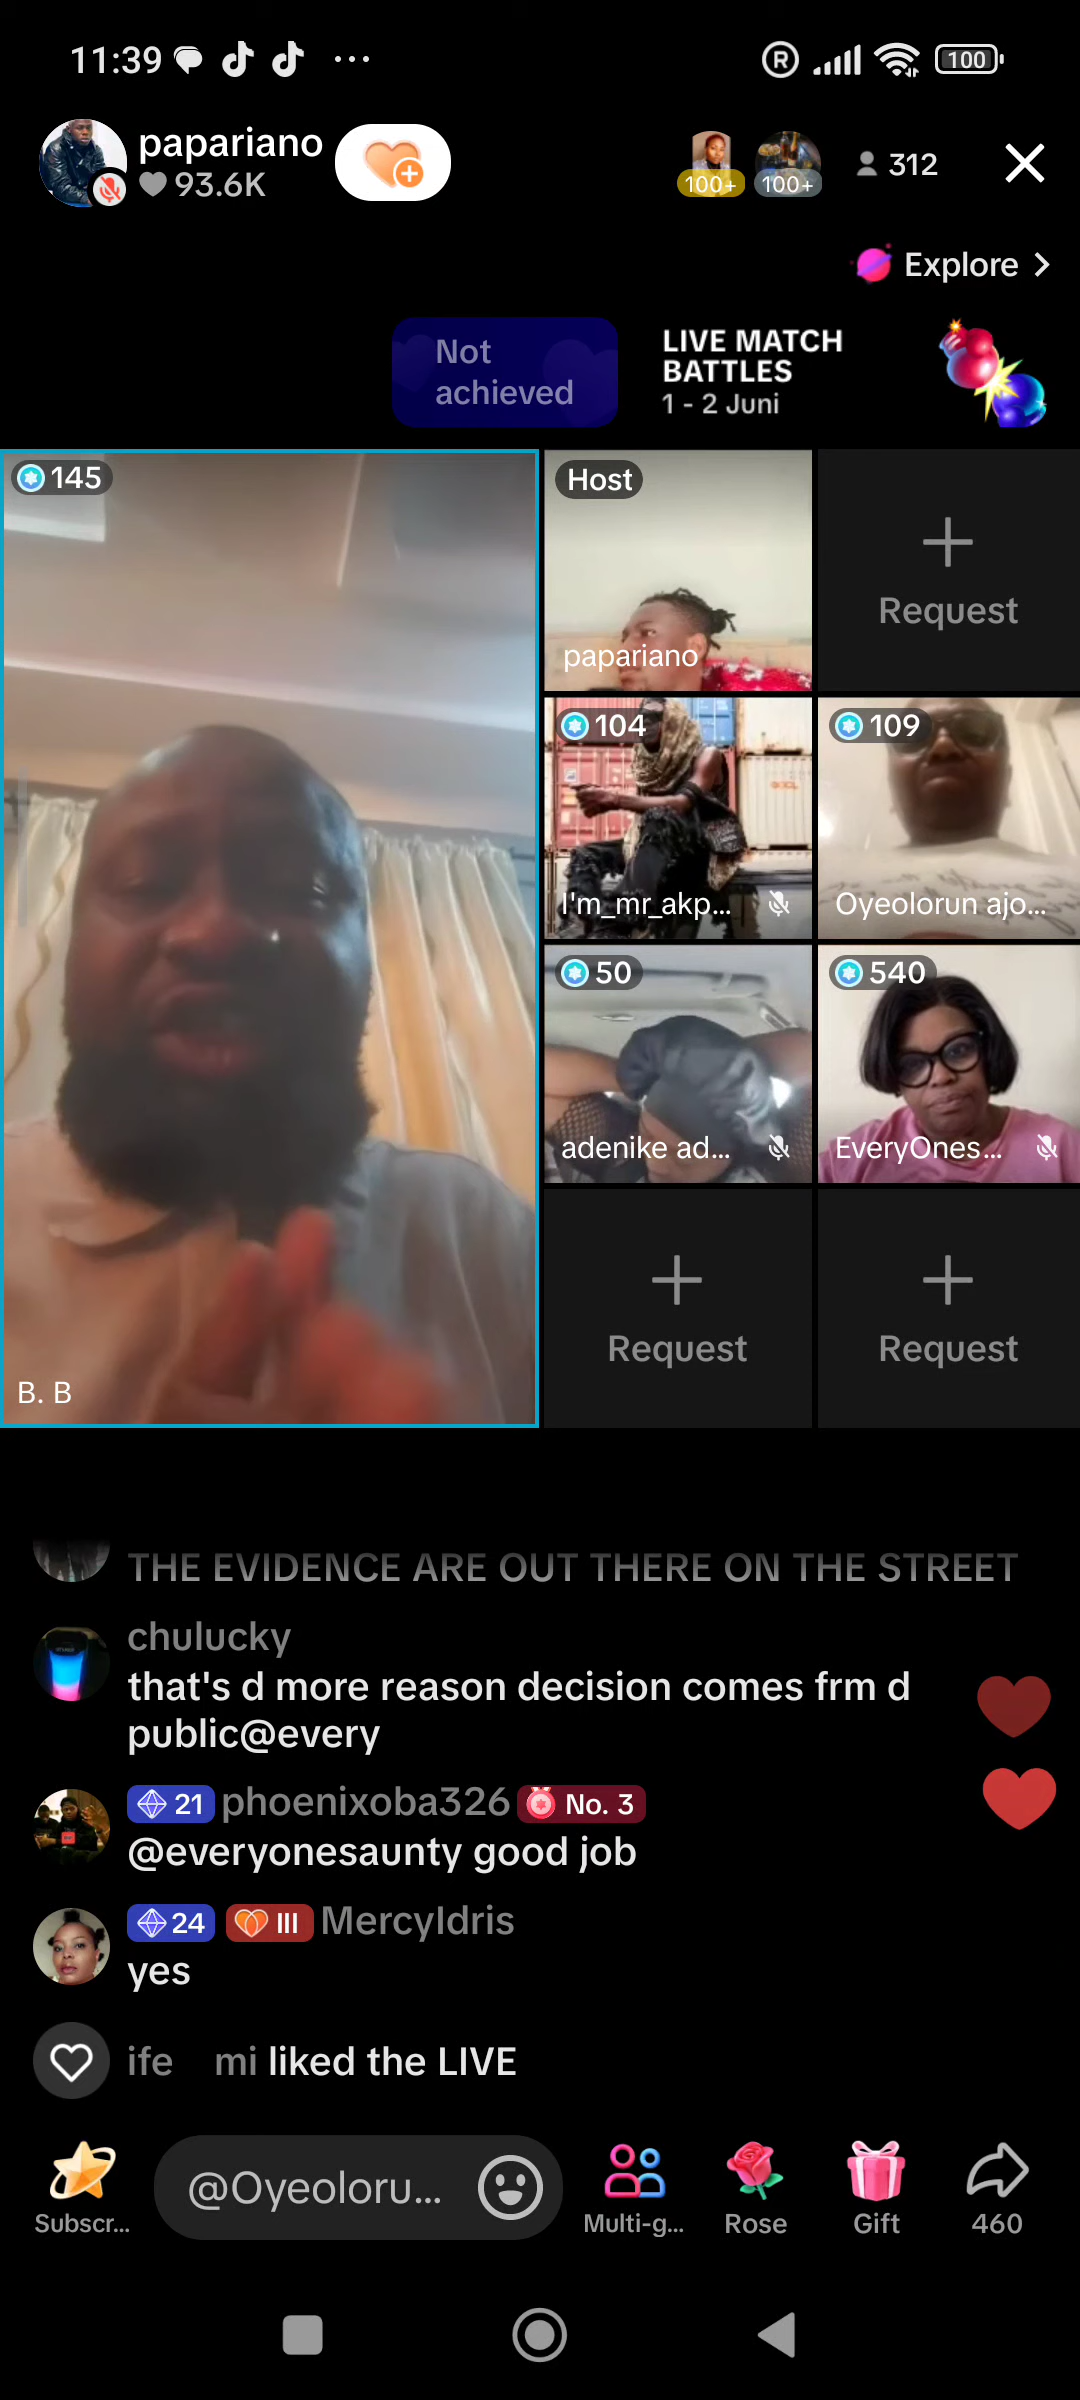 11:39
R
100
papariano
93.6K
100+
100+
312
Explore
Not
achieved
LIVE MATCH
BATTLES
1 - 2 Juni
145
B. B
Host
papariano
Request
104
I'm_mr_akp...
109
Oyeolorun ajo...
50
adenike ad...
540
EveryOnes...
Request
Request
THE EVIDENCE ARE OUT THERE ON THE STREET
chulucky
that's d more reason decision comes frm d
public@every
21 phoenixoba326 No. 3
@everyonesaunty good job
24 III MercyIdris
yes
ife mi liked the LIVE
@Oyeoloru...
Subscr...
Multi-g...
Rose
Gift
460